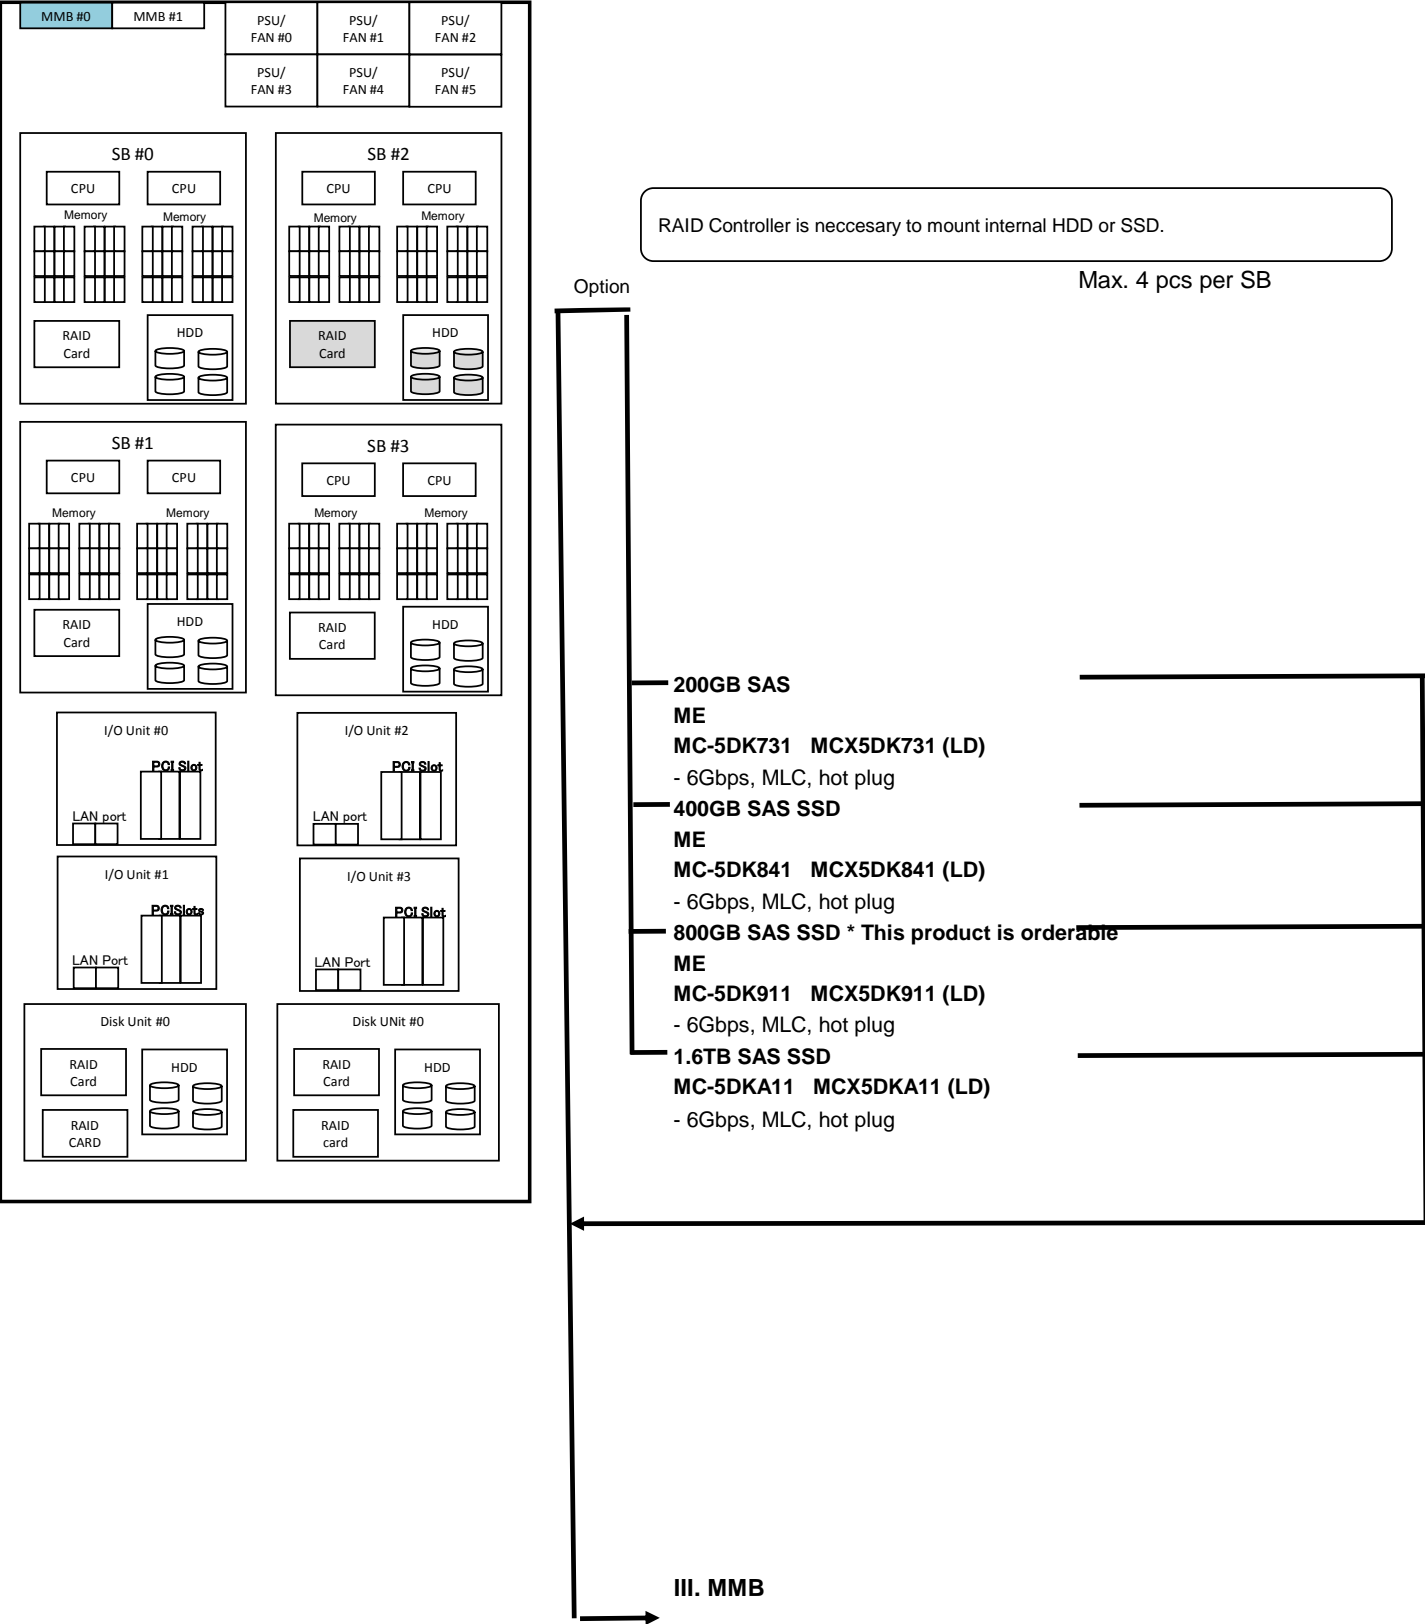 MMB #0
MMB #1
PSU/
FAN #0
PSU/
FAN #1
PSU/
FAN #2
PSU/
FAN #3
PSU/
FAN #4
PSU/
FAN #5
SB #0
CPU
CPU
Memory
Memory
RAID
Card
HDD
SB #2
CPU
CPU
Memory
Memory
RAID
Card
HDD
SB #1
CPU
CPU
Memory
Memory
RAID
Card
HDD
SB #3
CPU
CPU
Memory
Memory
RAID
Card
HDD
I/O Unit #0
PCI Slot
LAN port
I/O Unit #2
PCI Slot
LAN port
I/O Unit #1
PCISlots
LAN Port
I/O Unit #3
PCI Slot
LAN Port
Disk Unit #0
RAID
Card
HDD
RAID
CARD
Disk UNit #0
RAID
Card
HDD
RAID
card
RAID Controller is neccesary to mount internal HDD or SSD.
Option
Max. 4 pcs per SB
200GB SAS
ME
MC-5DK731 MCX5DK731 (LD)
- 6Gbps, MLC, hot plug
400GB SAS SSD
ME
MC-5DK841 MCX5DK841 (LD)
- 6Gbps, MLC, hot plug
800GB SAS SSD * This product is orderable
ME
MC-5DK911 MCX5DK911 (LD)
- 6Gbps, MLC, hot plug
1.6TB SAS SSD
MC-5DKA11 MCX5DKA11 (LD)
- 6Gbps, MLC, hot plug
III. MMB